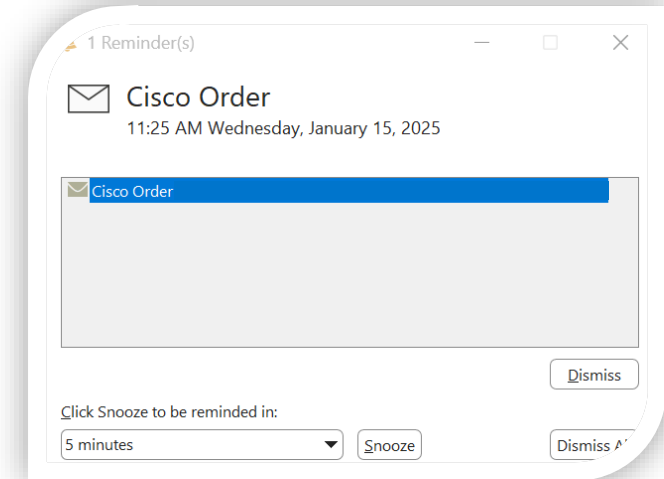 1 Reminder(s)
Cisco Order
11:25 AM Wednesday, January 15, 2025
Cisco Order
Dismiss
Click Snooze to be reminded in:
5 minutes
Snooze
Dismiss